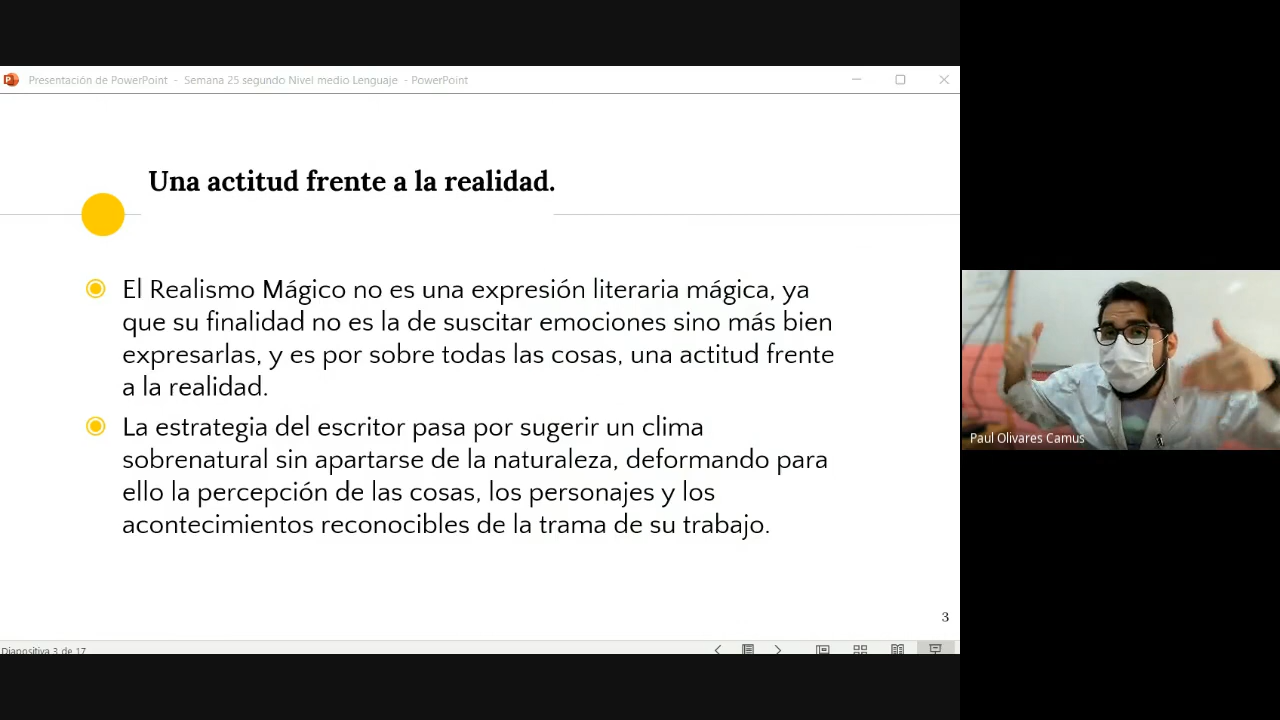 Presentación de PowerPoint - Semana 25 segundo Nivel medio Lenguaje - PowerPoint
Una actitud frente a la realidad.
El Realismo Mágico no es una expresión literaria mágica, ya
que su finalidad no es la de suscitar emociones sino más bien
expresarlas, y es por sobre todas las cosas, una actitud frente
a la realidad.
La estrategia del escritor pasa por sugerir un clima
sobrenatural sin apartarse de la naturaleza, deformando para
ello la percepción de las cosas, los personajes y los
acontecimientos reconocibles de la trama de su trabajo.
3
Diapositiva 3 de 17
Paul Olivares Camus